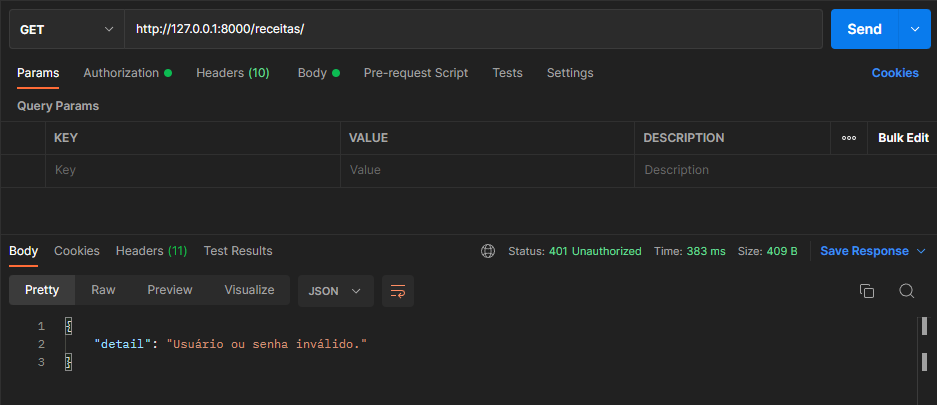 GET http://127.0.0.1:8000/receitas/ Send
Params Authorization Headers (10) Body Pre-request Script Tests Settings Cookies
Query Params
KEY VALUE DESCRIPTION ooo Bulk Edit
Key Value Description
Body Cookies Headers (11) Test Results Status: 401 Unauthorized Time: 383 ms Size: 409 B Save Response
Pretty Raw Preview Visualize JSON
1 {
2 "detail": "Usuário ou senha inválido."
3 }